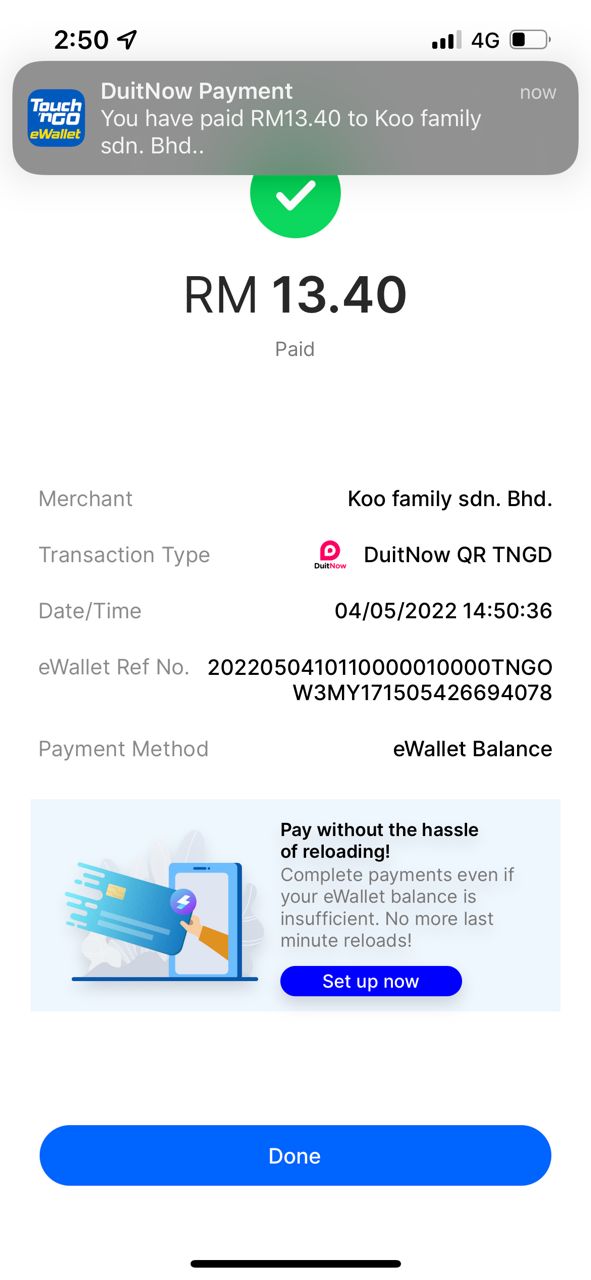 2:50
4G
Touch
'nGO
eWallet
DuitNow Payment
now
You have paid RM13.40 to Koo family
sdn. Bhd..
RM 13.40
Paid
Merchant
Koo family sdn. Bhd.
Transaction Type
DuitNow
DuitNow QR TNGD
Date/Time
04/05/2022 14:50:36
eWallet Ref No.
20220504101100000010000TNGO
W3MY171505426694078
Payment Method
eWallet Balance
Pay without the hassle
of reloading!
Complete payments even if
your eWallet balance is
insufficient. No more last
minute reloads!
Set up now
Done